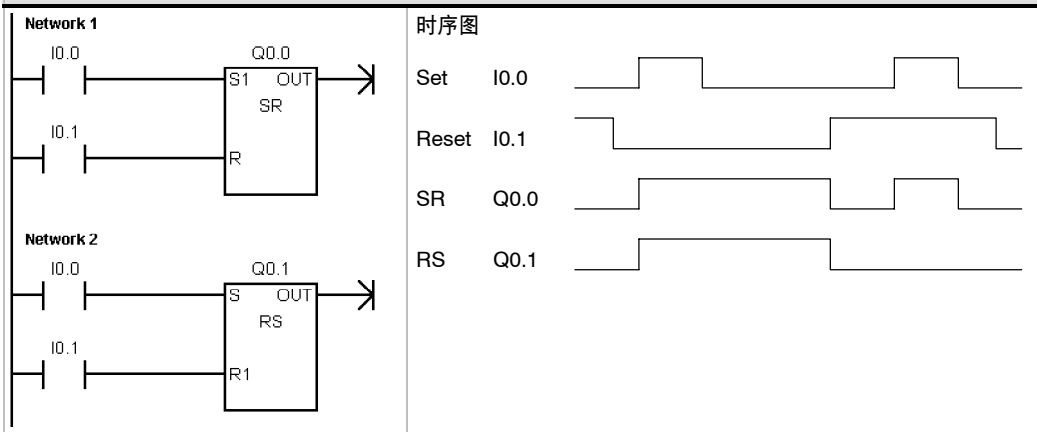 Network 1
I0.0
Q0.0
S1 OUT
SR
I0.1
R
Network 2
I0.0
Q0.1
S OUT
RS
I0.1
R1
时序图
Set I0.0
Reset I0.1
SR Q0.0
RS Q0.1